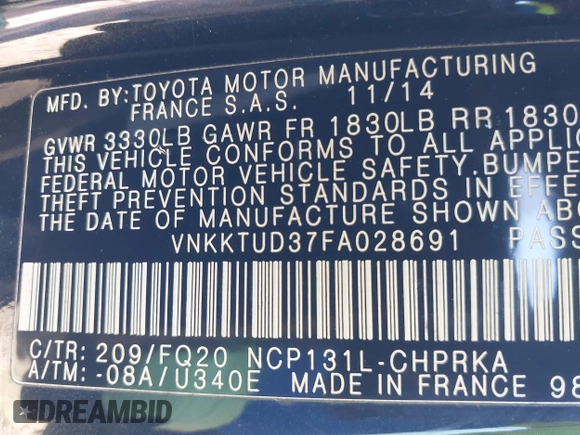 MFD. BY: TOYOTA MOTOR MANUFACTURING
FRANCE S.A.S. 11/14
GVWR 3330LB GAWR FR 1830LB RR 1830
THIS VEHICLE CONFORMS TO ALL APPLIC
FEDERAL MOTOR VEHICLE SAFETY, BUMPE
THEFT PREVENTION STANDARDS IN EFFE
THE DATE OF MANUFACTURE SHOWN ABO
VNKKTUD37FA028691 PASS
C/TR: 209/FQ20 NCP131L-CHPRKA
A/TM: -08A/U340E MADE IN FRANCE 98
DREAMBID